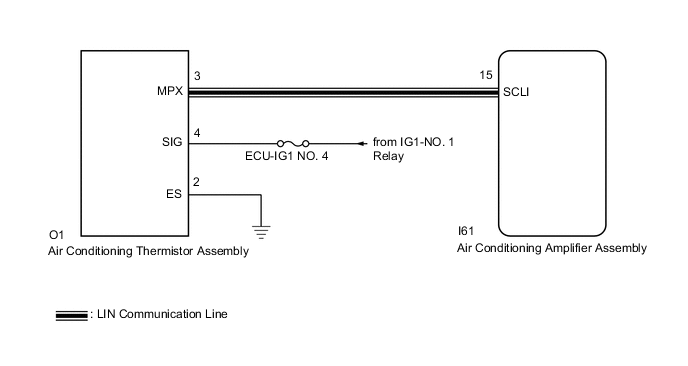 3
15
MPX
SCLI
4
SIG
from IG1-NO. 1
Relay
ECU-IG1 NO. 4
2
ES
O1
Air Conditioning Thermistor Assembly
I61
Air Conditioning Amplifier Assembly
: LIN Communication Line